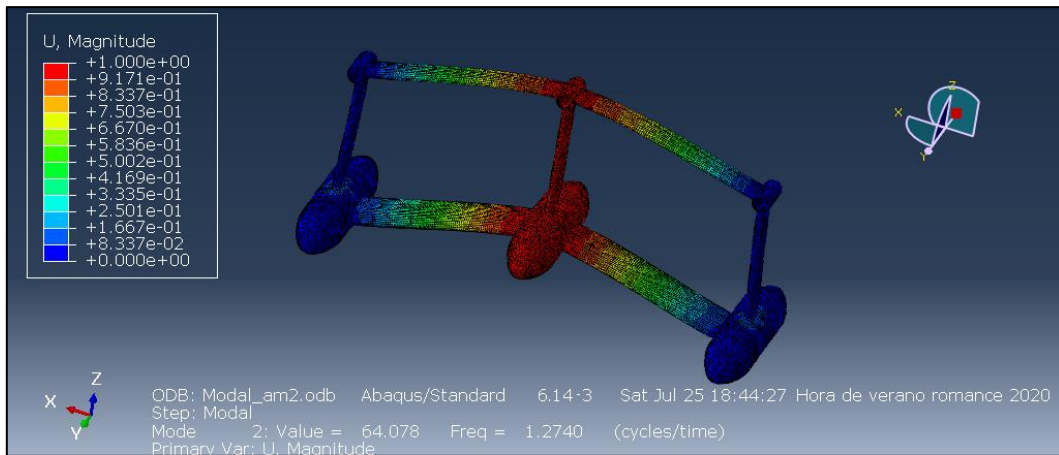 U, Magnitude
+1.000e+00
+9.171e-01
+8.337e-01
+7.503e-01
+6.670e-01
+5.836e-01
+5.002e-01
+4.169e-01
+3.335e-01
+2.501e-01
+1.667e-01
+8.337e-02
+0.000e+00
Z
X
Y
Z
X
Y
ODB: Modal_am2.odb Abaqus/Standard 6.14-3 Sat Jul 25 18:44:27 Hora de verano romance 2020
Step: Modal
Mode 2: Value = 64.078 Freq = 1.2740 (cycles/time)
Primary Var: U, Magnitude